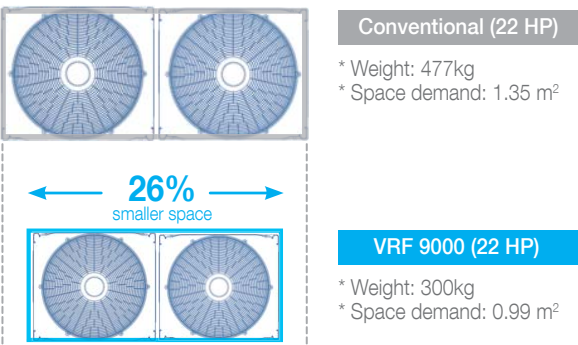 Conventional (22 HP)
* Weight: 477kg
* Space demand: 1.35 m²
26%
smaller space
VRF 9000 (22 HP)
* Weight: 300kg
* Space demand: 0.99 m²